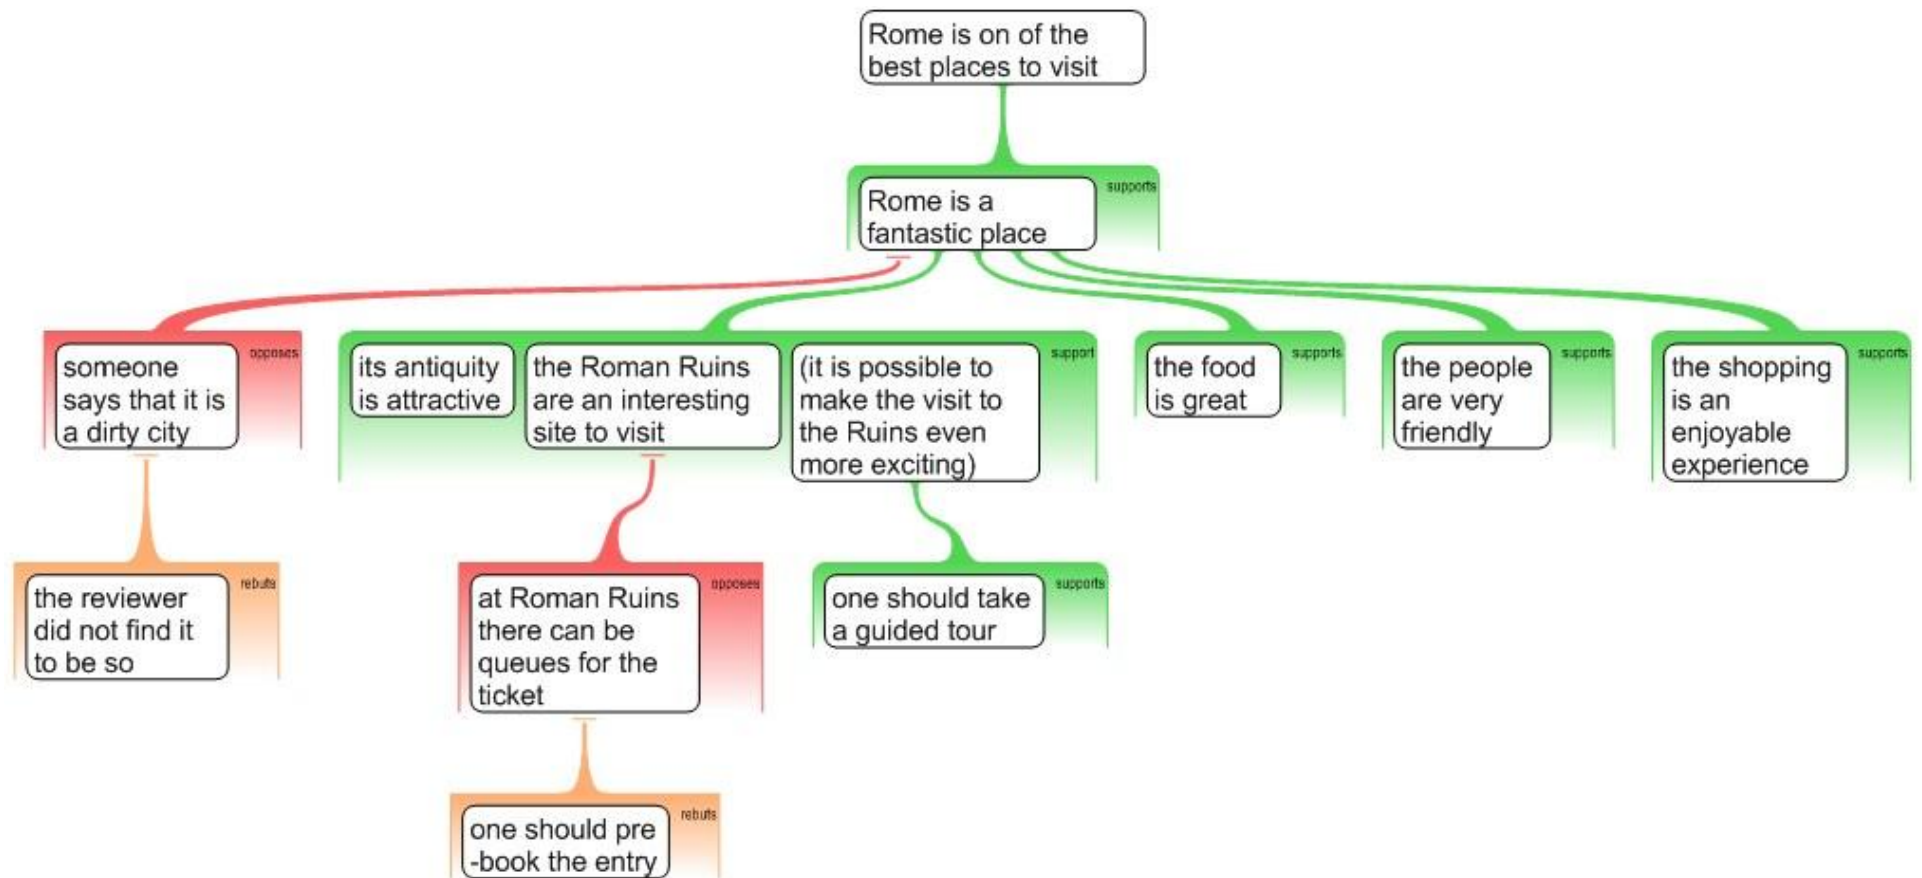 Rome is on of the
best places to visit
Rome is a
fantastic place
supports
someone
says that it is
a dirty city
opposes
its antiquity
is attractive
the Roman Ruins
are an interesting
site to visit
(it is possible to
make the visit to
the Ruins even
more exciting)
support
the food
is great
supports
the people
are very
friendly
supports
the shopping
is an
enjoyable
experience
supports
the reviewer
did not find it
to be so
rebuts
at Roman Ruins
there can be
queues for the
ticket
opposes
one should take
a guided tour
supports
one should pre
-book the entry
rebuts